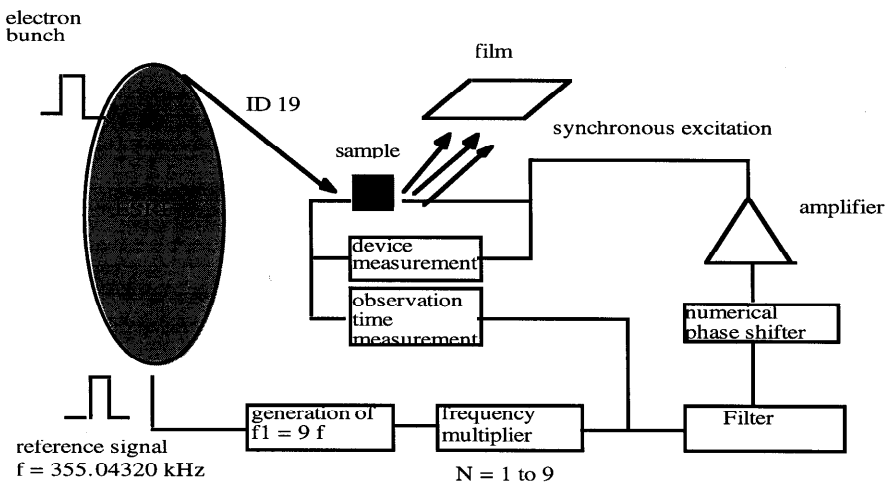 electron
bunch
film
ID 19
synchronous excitation
sample
amplifier
device
measurement
observation
time
measurement
numerical
phase shifter
generation of
f1 = 9 f
frequency
multiplier
Filter
reference signal
f = 355.04320 kHz
N = 1 to 9